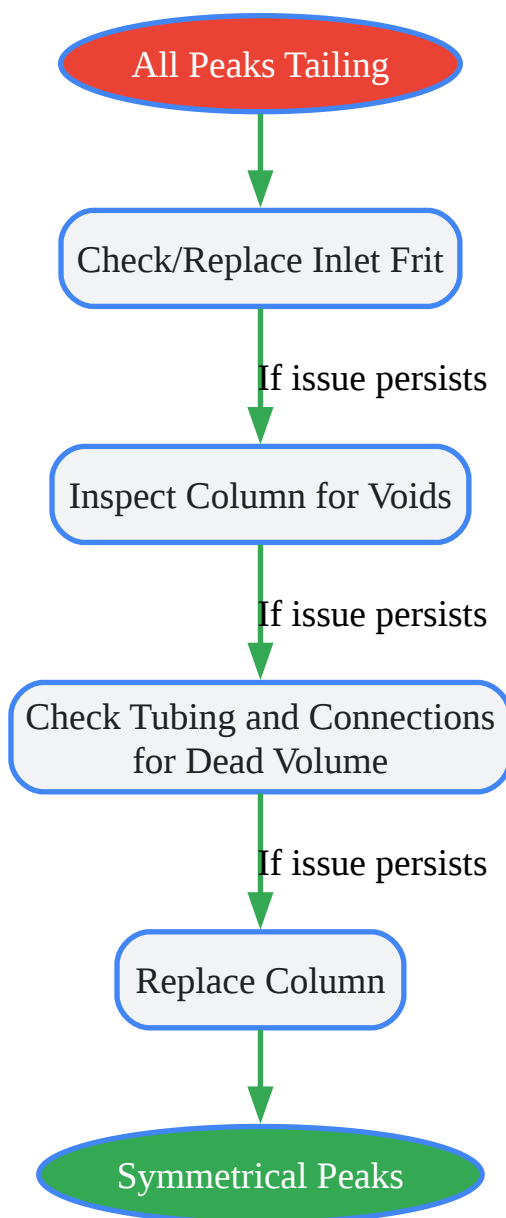 All Peaks Tailing
Check/Replace Inlet Frit
If issue persists
Inspect Column for Voids
If issue persists
Check Tubing and Connections
for Dead Volume
If issue persists
Replace Column
Symmetrical Peaks